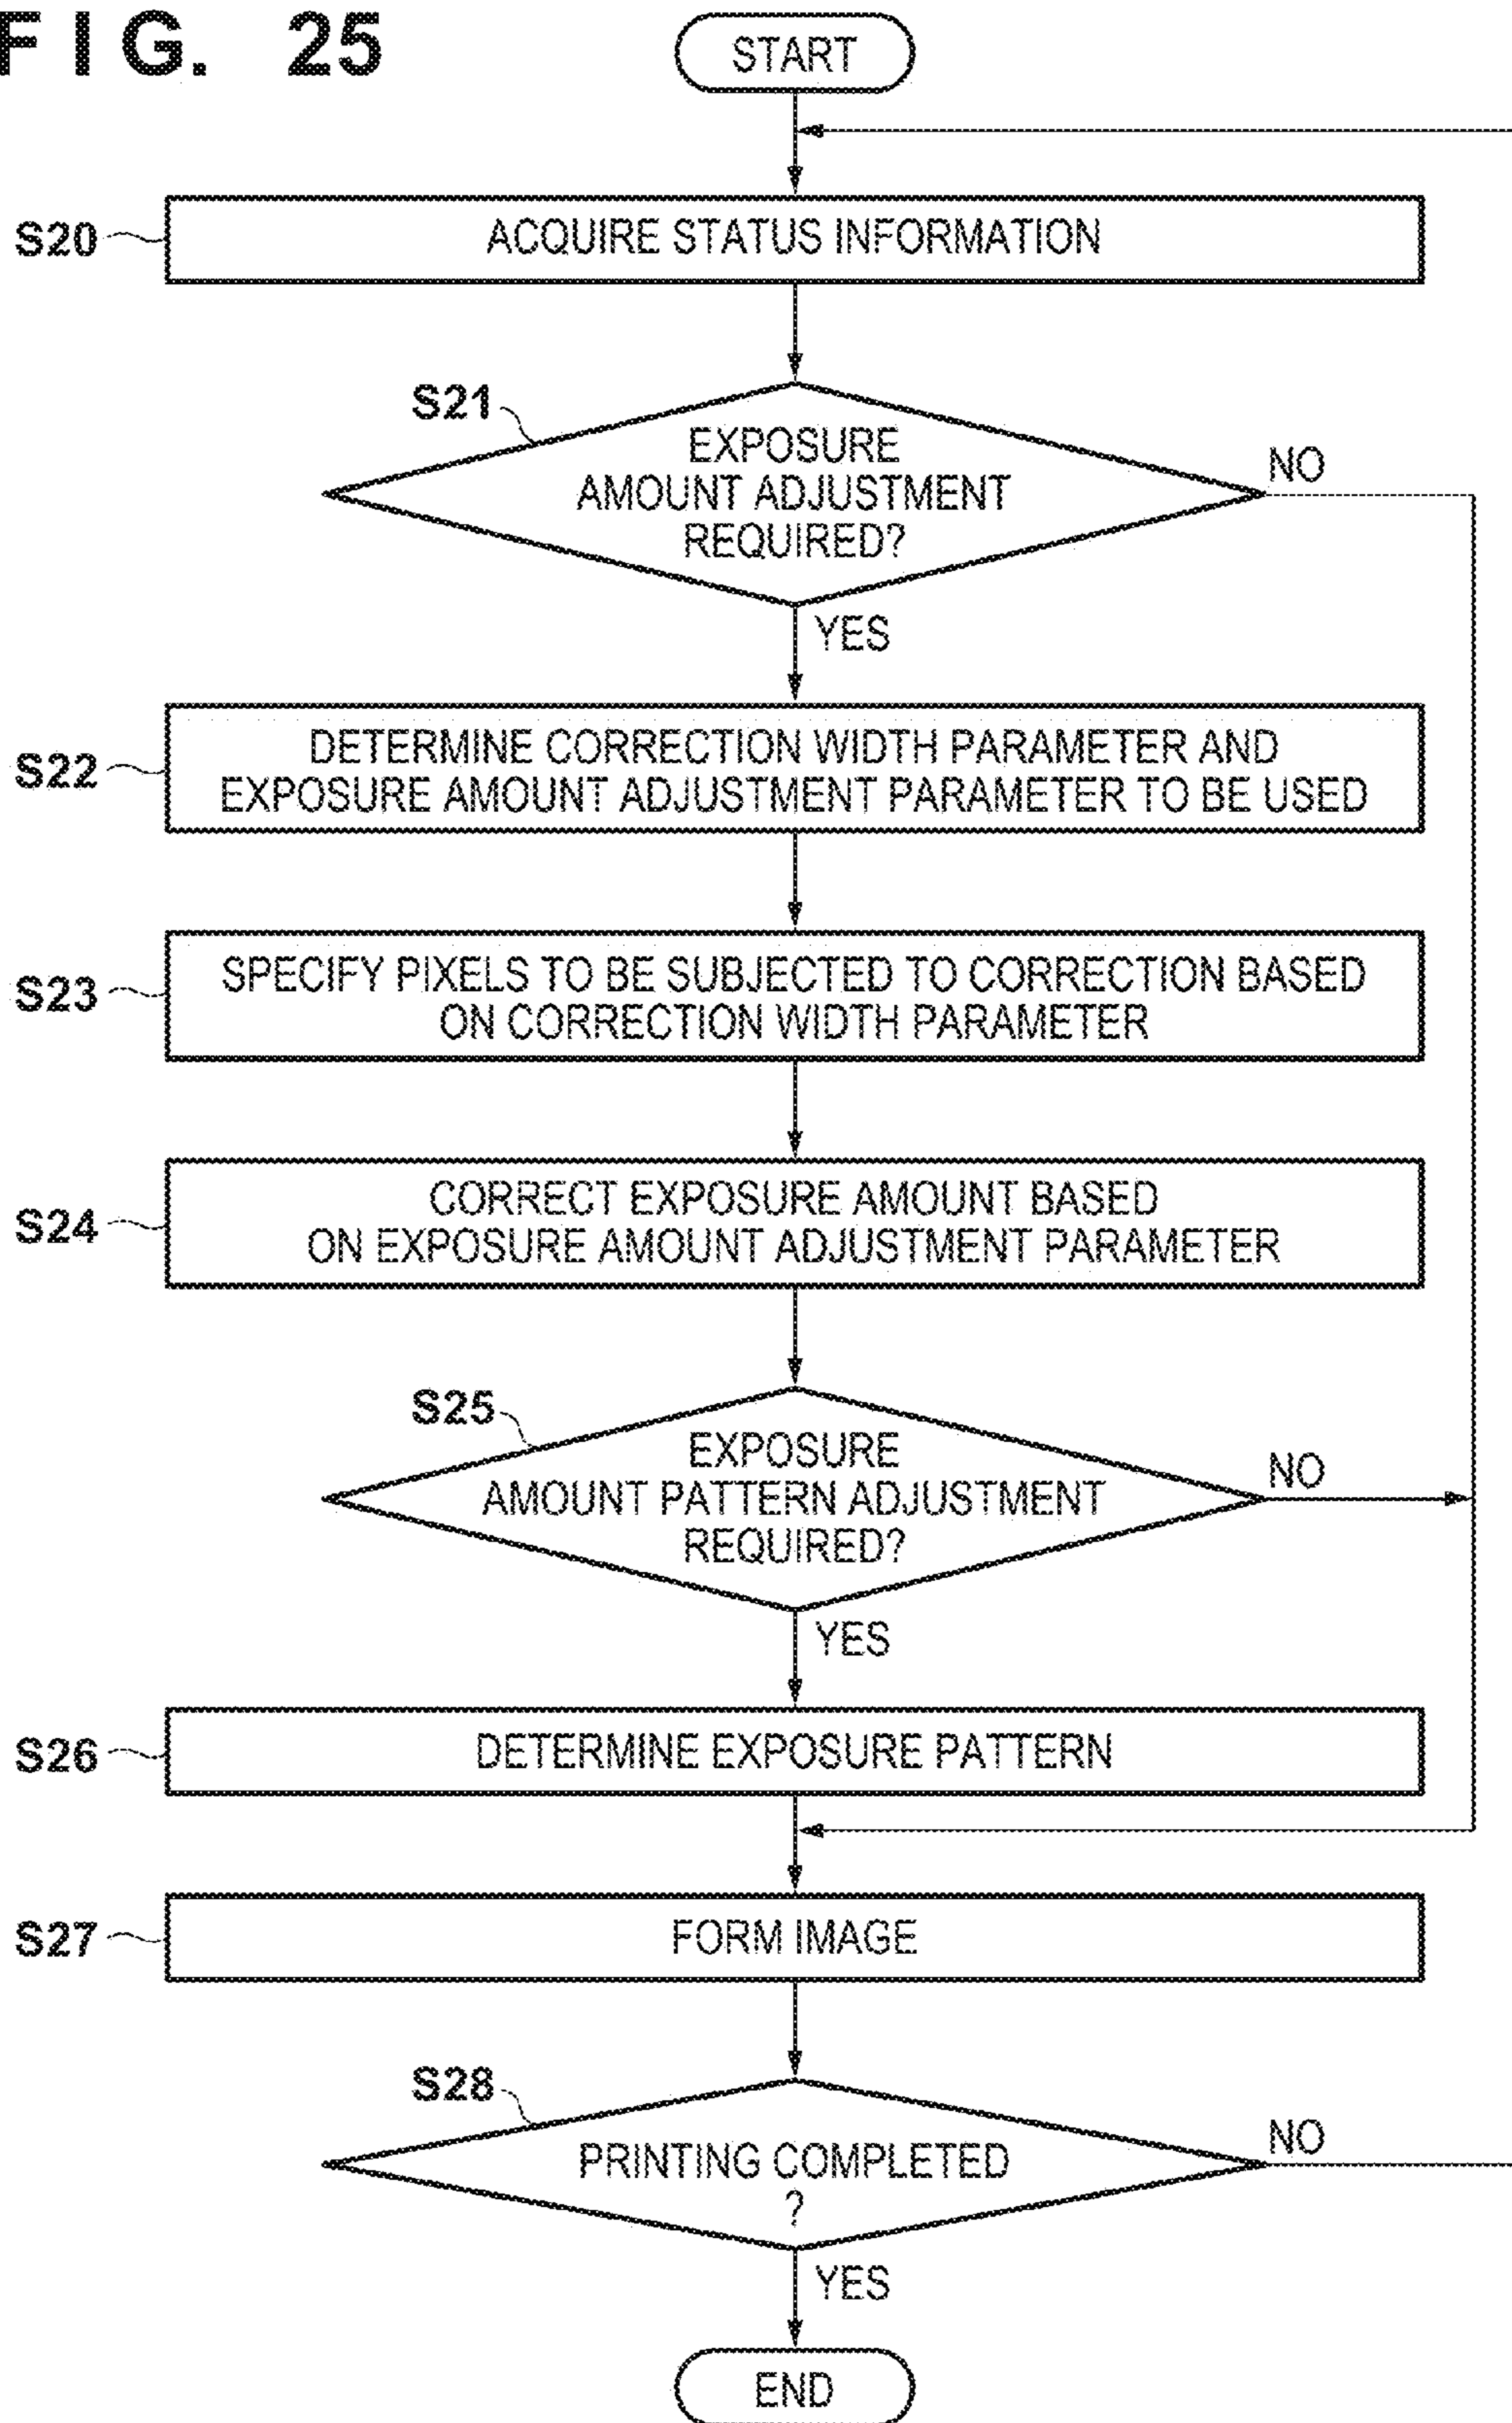 FIG. 25
START
S20
ACQUIRE STATUS INFORMATION
S21
EXPOSURE
AMOUNT ADJUSTMENT
REQUIRED?
NO
YES
S22
DETERMINE CORRECTION WIDTH PARAMETER AND
EXPOSURE AMOUNT ADJUSTMENT PARAMETER TO BE USED
S23
SPECIFY PIXELS TO BE SUBJECTED TO CORRECTION BASED
ON CORRECTION WIDTH PARAMETER
S24
CORRECT EXPOSURE AMOUNT BASED
ON EXPOSURE AMOUNT ADJUSTMENT PARAMETER
S25
EXPOSURE
AMOUNT PATTERN ADJUSTMENT
REQUIRED?
NO
YES
S26
DETERMINE EXPOSURE PATTERN
S27
FORM IMAGE
S28
PRINTING COMPLETED
?
NO
YES
END